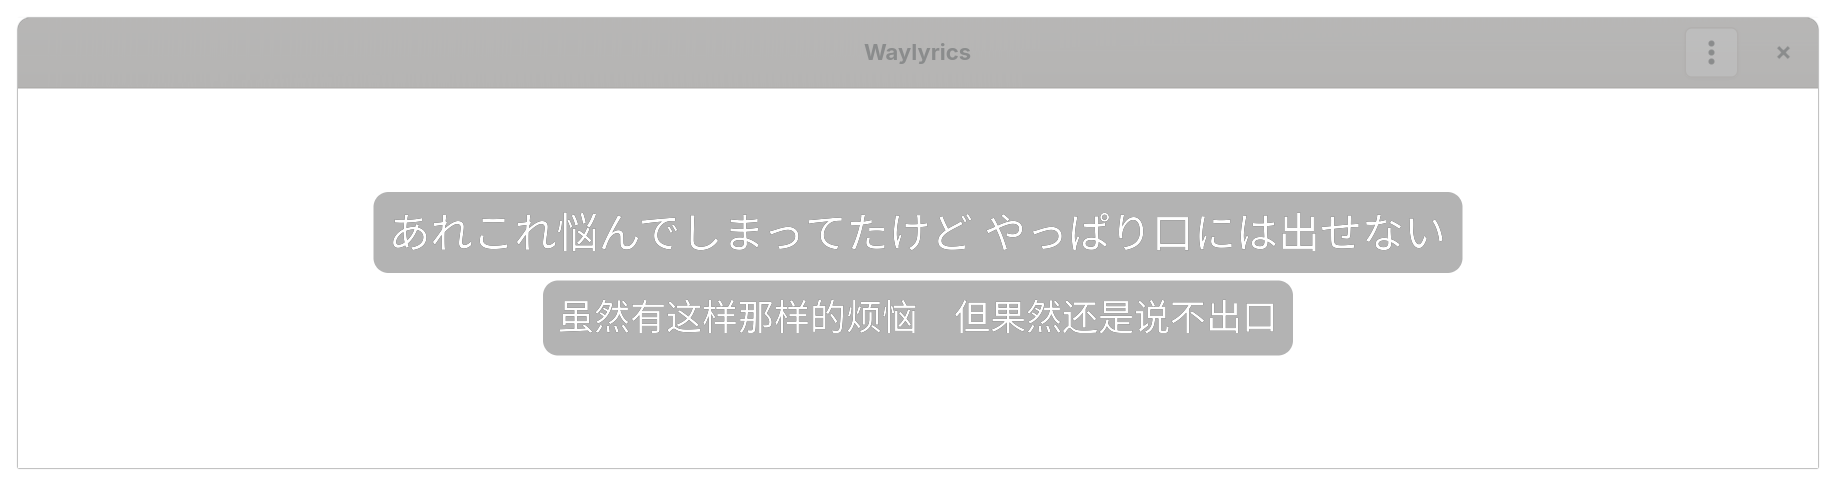 Waylyrics
あれこれ悩んでしまってたけど やっぱり口には出せない
虽然有这样那样的烦恼　但果然还是说不出口